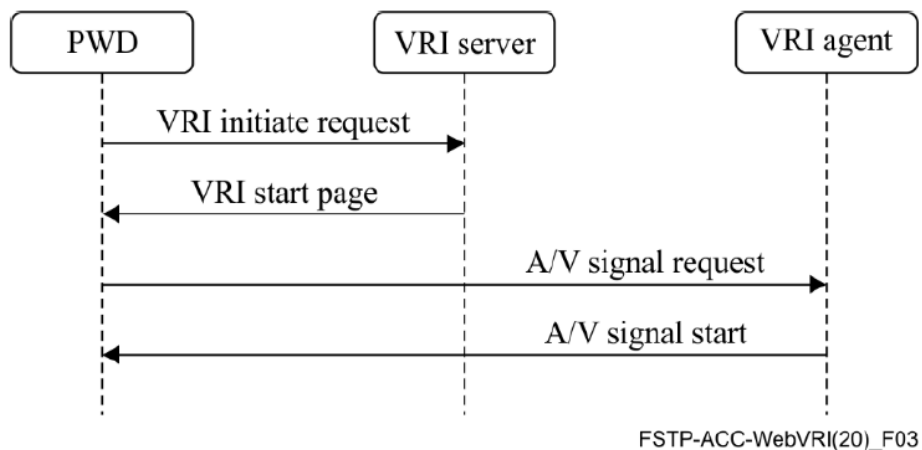 PWD
VRI server
VRI agent
VRI initiate request
VRI start page
A/V signal request
A/V signal start
FSTP-ACC-WebVRI(20)_F03